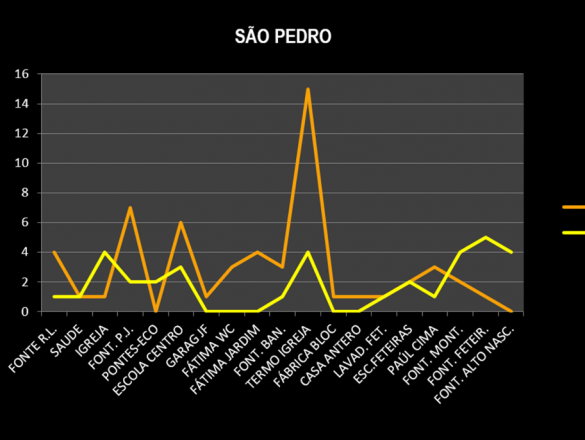 SÃO PEDRO
16
14
12
10
8
6
4
2
0
FONTE R.L.
SAUDE
IGREJA
FONT. P.J.
PONTES-ECO
ESCOLA CENTRO
GARAG JF
FÁTIMA WC
FÁTIMA JARDIM
FONT. BAN.
TERMO IGREJA
FÁBRICA BLOC
CASA ANTERO
LAVAD. FET.
ESC.FETEIRAS
PAÚL CIMA
FONT. MONT.
FONT. FETEIR.
FONT. ALTO NASC.